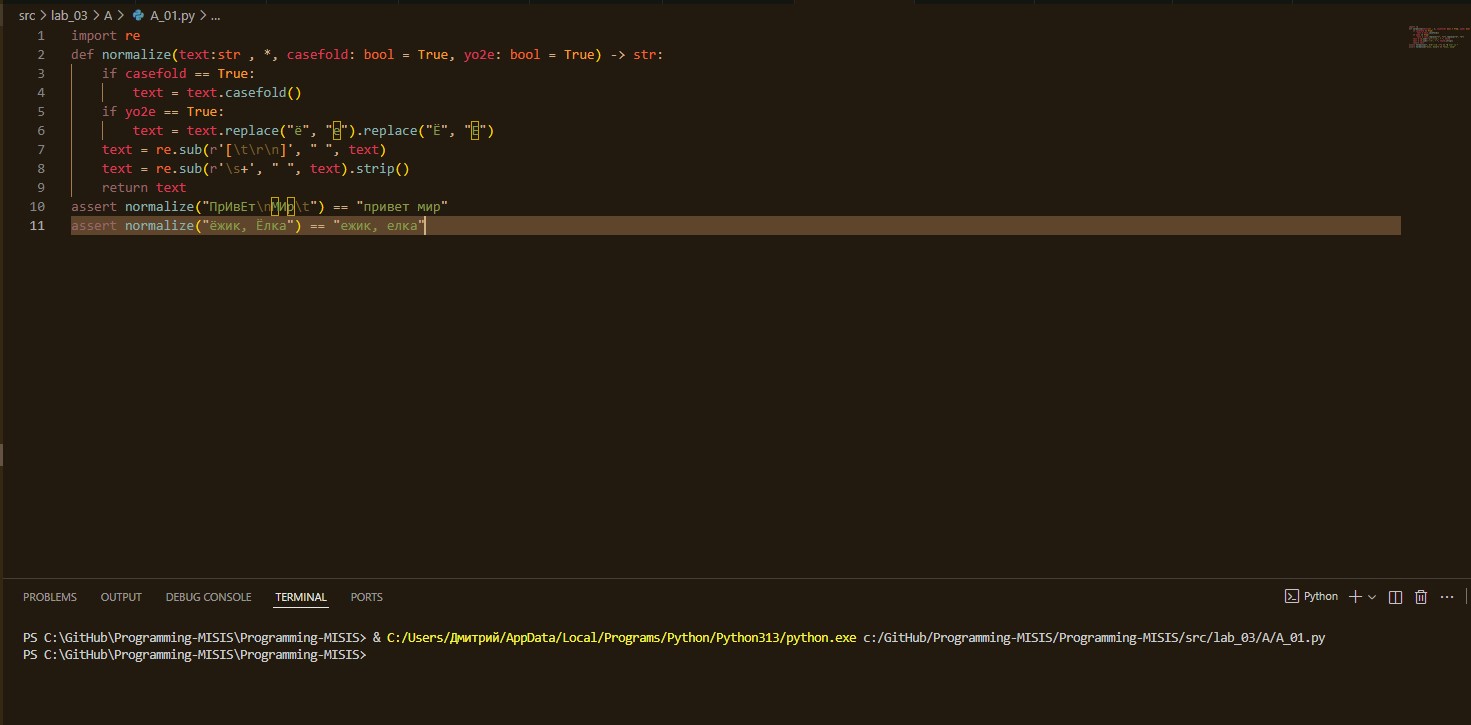 src > lab_03 > A > A_01.py > ...
1 import re
2 def normalize(text:str , *, casefold: bool = True, yo2e: bool = True) -> str:
3     if casefold == True:
4         text = text.casefold()
5     if yo2e == True:
6         text = text.replace("ё", "е").replace("Ё", "Е")
7     text = re.sub(r'[\t\r\n]', " ", text)
8     text = re.sub(r'\s+', " ", text).strip()
9     return text
10 assert normalize("ПрИвЕт\nМИр\t") == "привет мир"
11 assert normalize("ёжик, Ёлка") == "ежик, елка"
PROBLEMS OUTPUT DEBUG CONSOLE TERMINAL PORTS Python
PS C:\GitHub\Programming-MISIS\Programming-MISIS> & C:/Users/Дмитрий/AppData/Local/Programs/Python/Python313/python.exe c:/GitHub/Programming-MISIS/Programming-MISIS/src/lab_03/A/A_01.py
PS C:\GitHub\Programming-MISIS\Programming-MISIS>